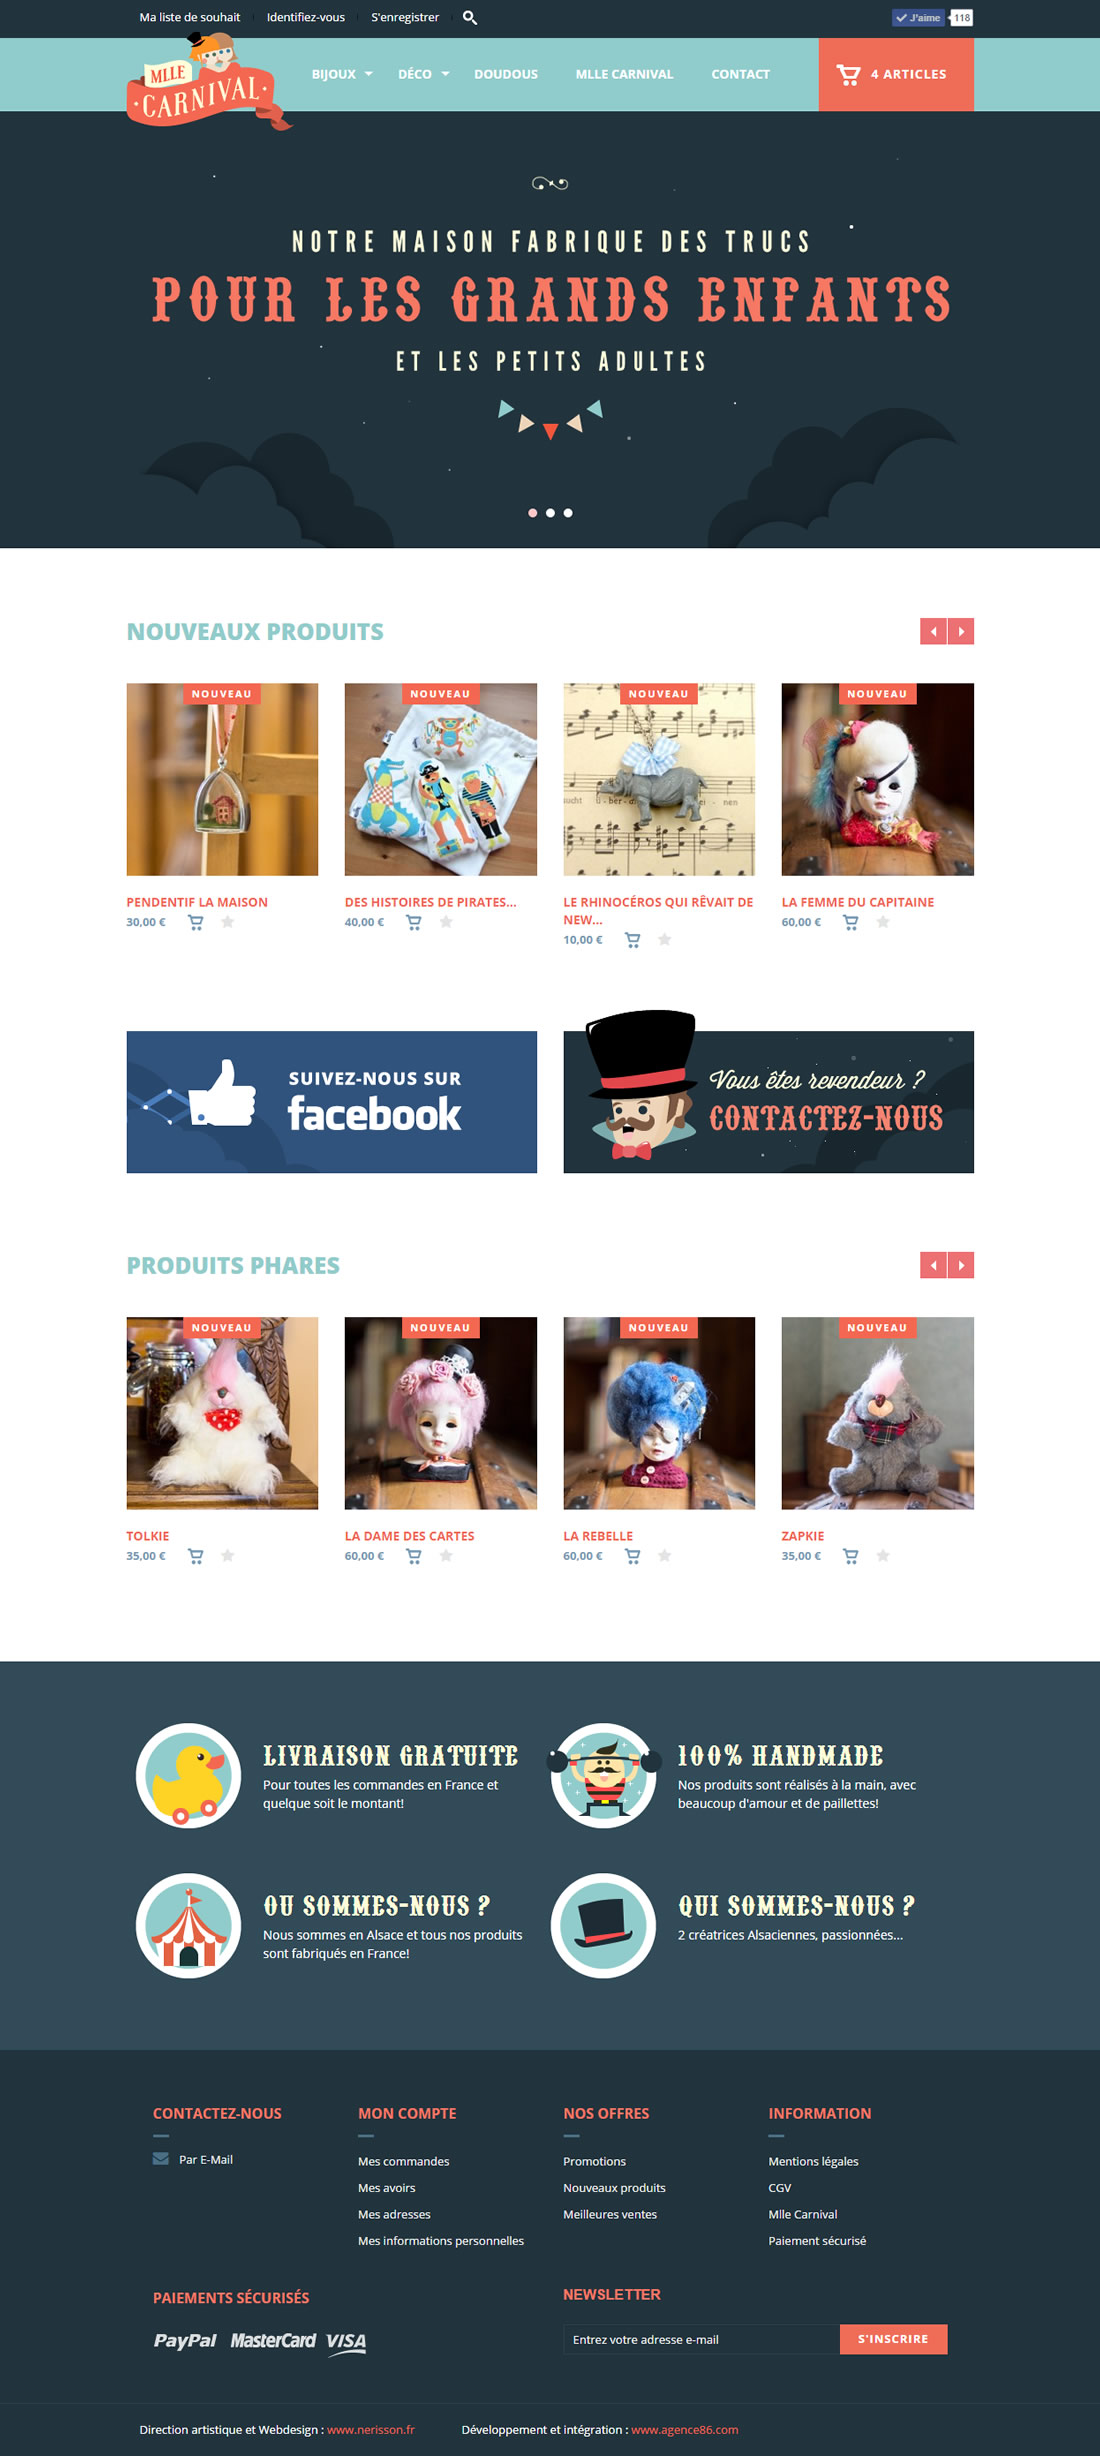 Ma liste de souhait
Identifiez-vous
S'enregistrer
J'aime
118
MLLE
CARNIVAL
BIJOUX
DÉCO
DOUDOUS
MLLE CARNIVAL
CONTACT
4 ARTICLES
NOTRE MAISON FABRIQUE DES TRUCS
POUR LES GRANDS ENFANTS
ET LES PETITS ADULTES
NOUVEAUX PRODUITS
NOUVEAU
NOUVEAU
NOUVEAU
NOUVEAU
PENDENTIF LA MAISON
30,00 €
DES HISTOIRES DE PIRATES...
40,00 €
LE RHINOCÉROS QUI RÊVAIT DE
NEW...
10,00 €
LA FEMME DU CAPITAINE
60,00 €
SUIVEZ-NOUS SUR
facebook
Vous êtes revendeur ?
CONTACTEZ-NOUS
PRODUITS PHARES
NOUVEAU
NOUVEAU
NOUVEAU
NOUVEAU
TOLKIE
35,00 €
LA DAME DES CARTES
60,00 €
LA REBELLE
60,00 €
ZAPKIE
35,00 €
LIVRAISON GRATUITE
Pour toutes les commandes en France et
quelque soit le montant!
100% HANDMADE
Nos produits sont réalisés à la main, avec
beaucoup d'amour et de paillettes!
OU SOMMES-NOUS ?
Nous sommes en Alsace et tous nos produits
sont fabriqués en France!
QUI SOMMES-NOUS ?
2 créatrices Alsaciennes, passionnées...
CONTACTEZ-NOUS
Par E-Mail
MON COMPTE
Mes commandes
Mes avoirs
Mes adresses
Mes informations personnelles
NOS OFFRES
Promotions
Nouveaux produits
Meilleures ventes
INFORMATION
Mentions légales
CGV
Mlle Carnival
Paiement sécurisé
PAIEMENTS SÉCURISÉS
PayPal MasterCard VISA
NEWSLETTER
Entrez votre adresse e-mail
S'INSCRIRE
Direction artistique et Webdesign : www.nerisson.fr
Développement et intégration : www.agence86.com